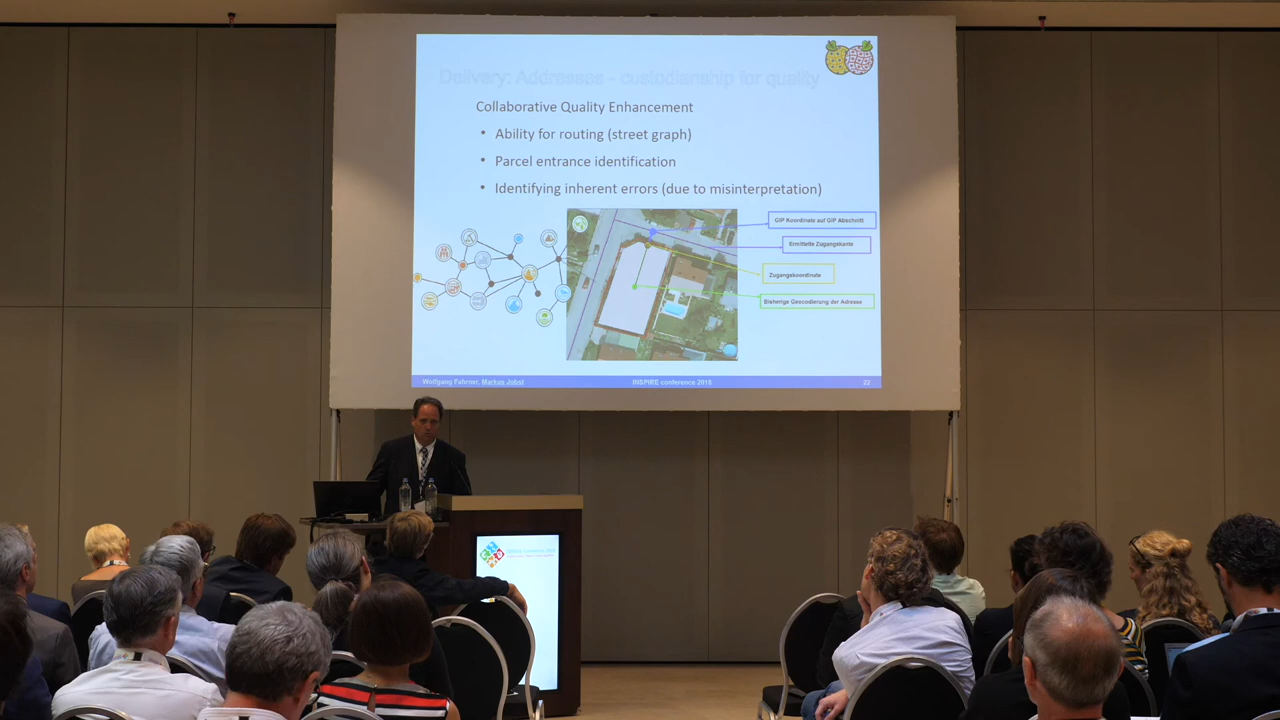 Delivery: Addresses - custodianship for quality
Collaborative Quality Enhancement
• Ability for routing (street graph)
• Parcel entrance identification
• Identifying inherent errors (due to misinterpretation)
GIP Koordinate auf GIP Abschnitt
Ermittelte Zugangskante
Zugangskoordinate
Bisherige Geocodierung der Adresse
Wolfgang Fahrner, Markus Jobst
INSPIRE conference 2018
22